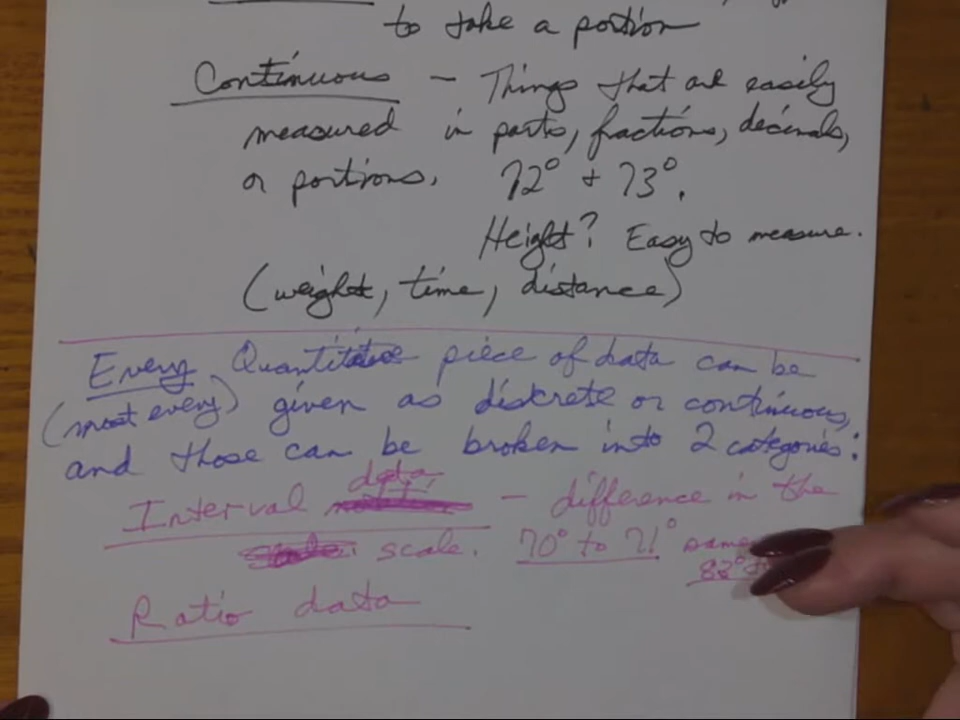 to take a portion
Continuous - Things that are easily
measured in parts, fractions, decimals,
or portions. 72° + 73°.
Height? Easy to measure.
(weight, time, distance)
Every Quantitative piece of data can be
(most every) given as discrete or continuous,
and those can be broken into 2 categories:
Interval data - difference in the
scale. 70° to 71° same
83°
Ratio data